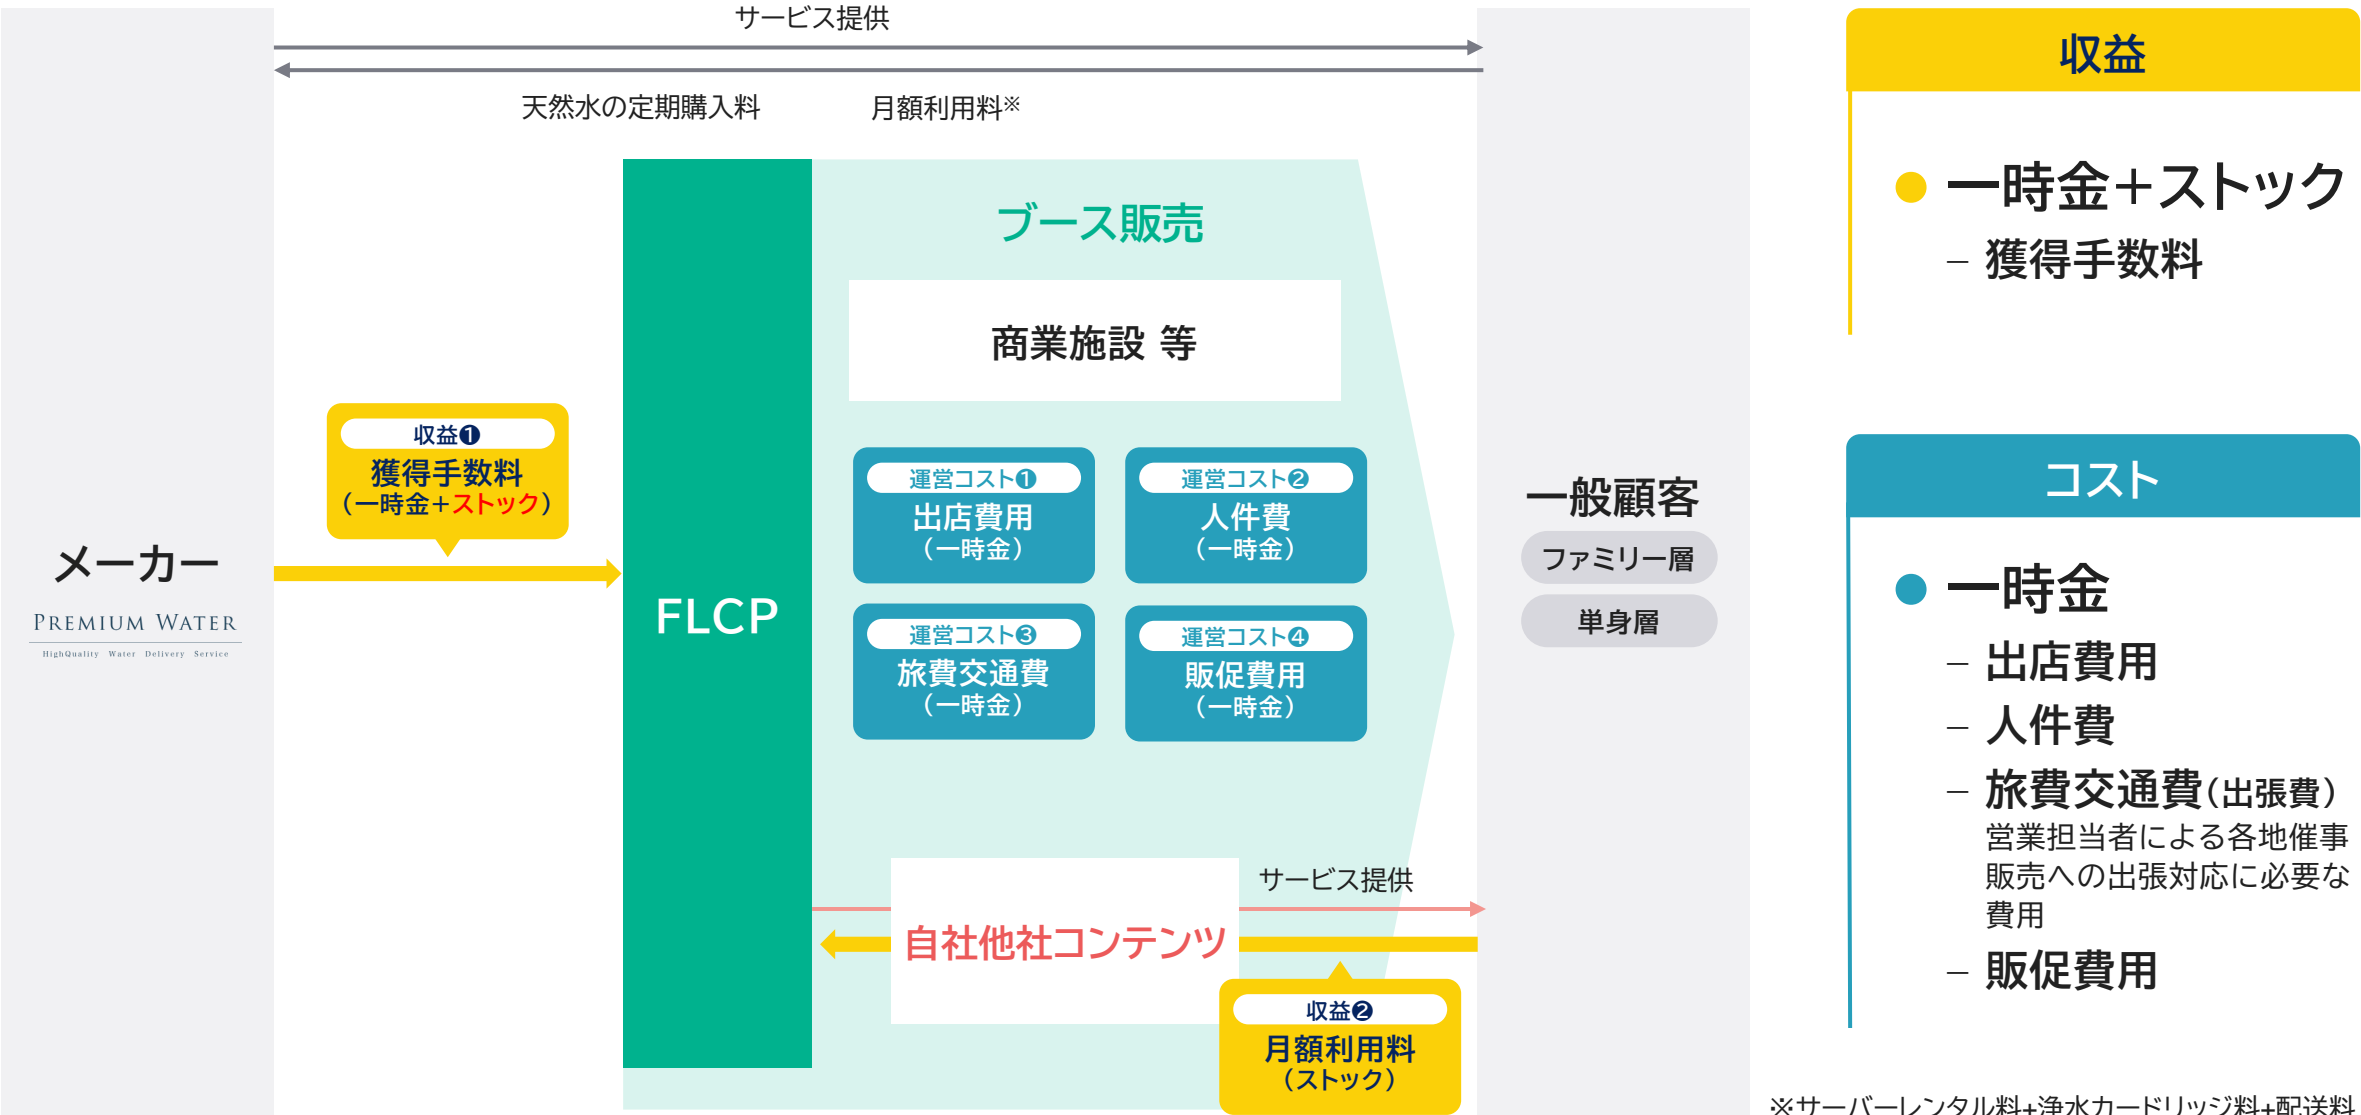 サービス提供
天然水の定期購入料 月額利用料※
メーカー
PREMIUM WATER
HighQuality Water Delivery Service
収益❶
獲得手数料
(一時金+ストック)
FLCP
ブース販売
商業施設 等
運営コスト❶
出店費用
(一時金)
運営コスト❷
人件費
(一時金)
運営コスト❸
旅費交通費
(一時金)
運営コスト❹
販促費用
(一時金)
サービス提供
自社他社コンテンツ
収益❷
月額利用料
(ストック)
一般顧客
ファミリー層
単身層
収益
● 一時金+ストック
– 獲得手数料
コスト
● 一時金
– 出店費用
– 人件費
– 旅費交通費(出張費)
営業担当者による各地催事
販売への出張対応に必要な
費用
– 販促費用
※サーバーレンタル料+浄水カードリッジ料+配送料